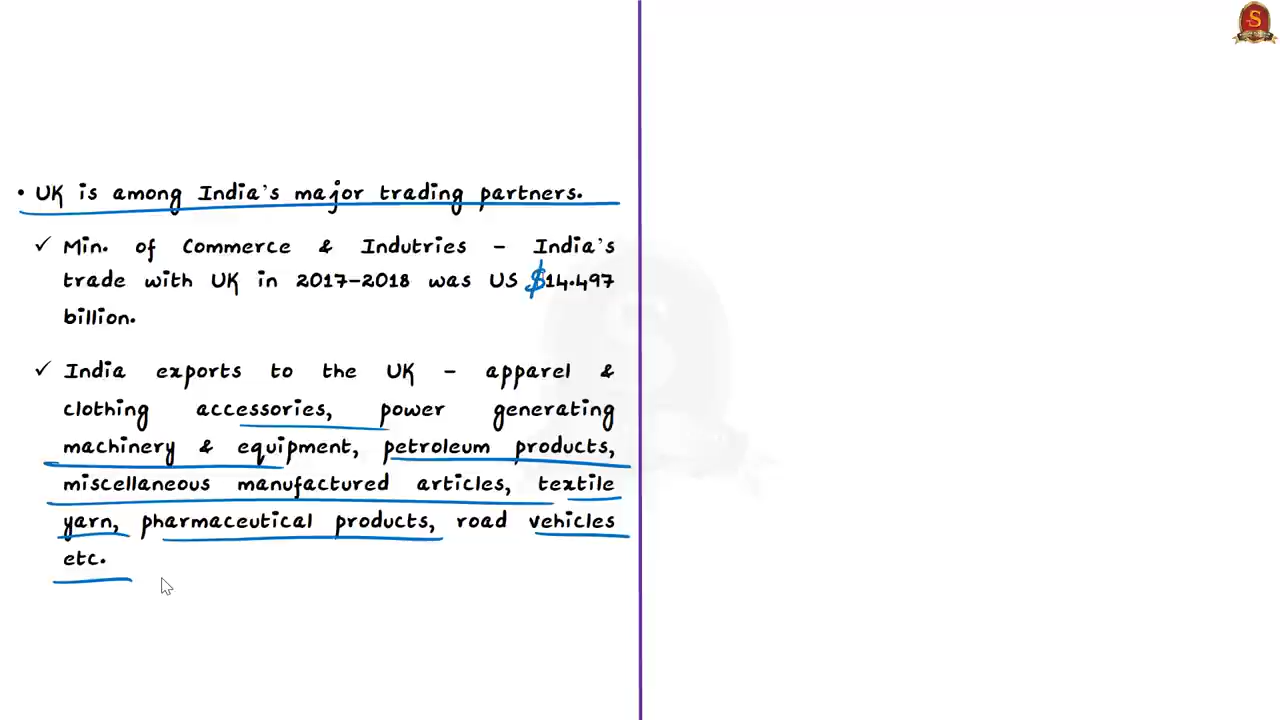 • UK is among India's major trading partners.
✓ Min. of Commerce & Indutries – India's
trade with UK in 2017-2018 was US $14.497
billion.
✓ India exports to the UK – apparel &
clothing accessories, power generating
machinery & equipment, petroleum products,
miscellaneous manufactured articles, textile
yarn, pharmaceutical products, road vehicles
etc.